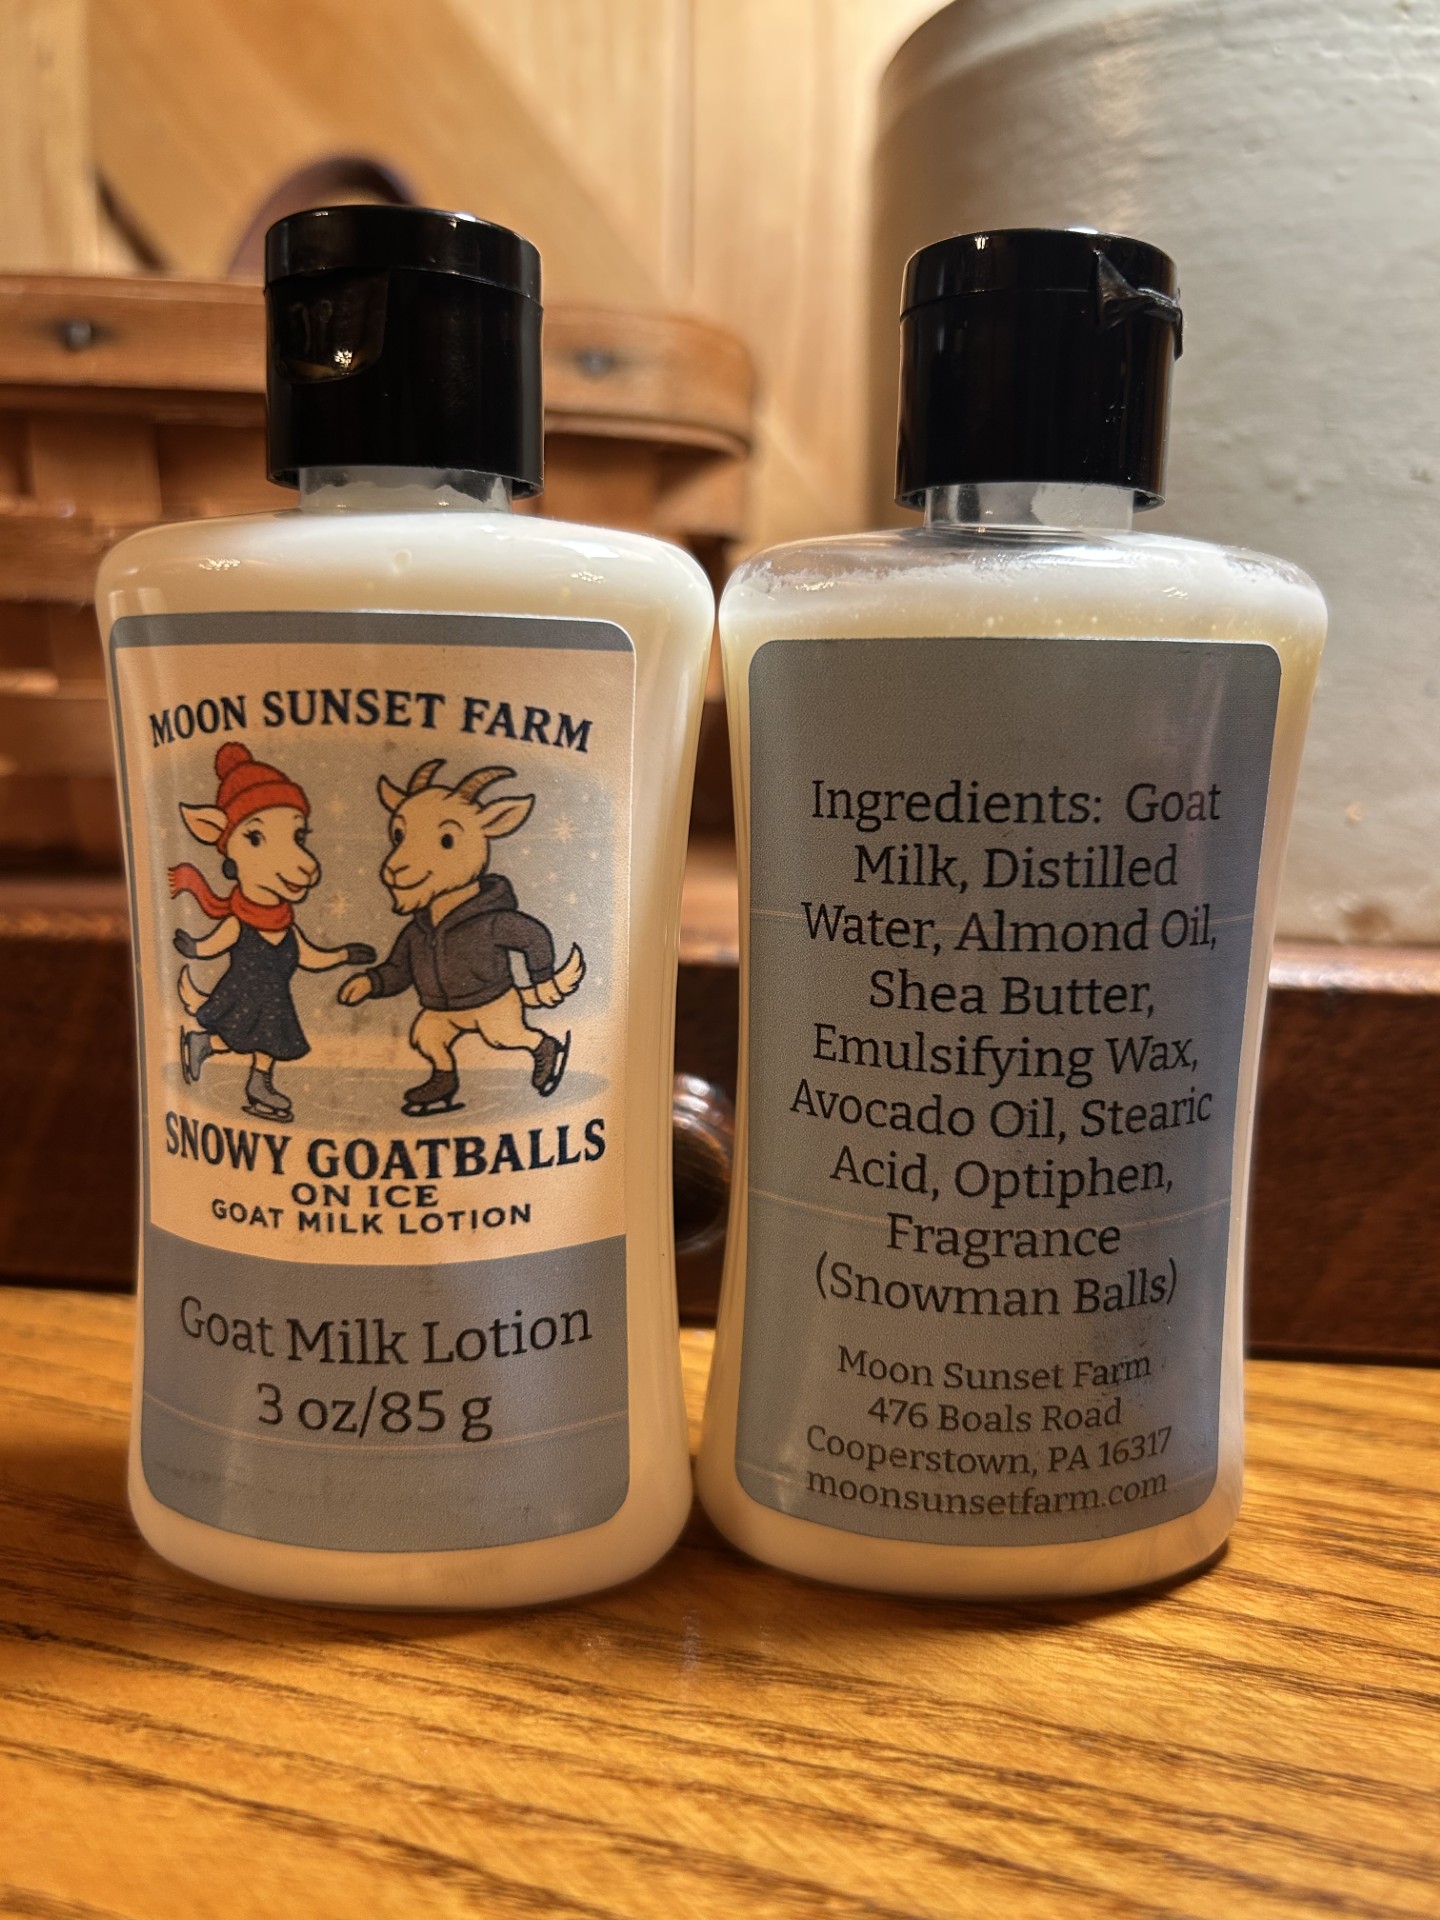 MOON SUNSET FARM
SNOWY GOATBALLS
ON ICE
GOAT MILK LOTION
Goat Milk Lotion
3 oz/85 g
Ingredients: Goat
Milk, Distilled
Water, Almond Oil,
Shea Butter,
Emulsifying Wax,
Avocado Oil, Stearic
Acid, Optiphen,
Fragrance
(Snowman Balls)
Moon Sunset Farm
476 Boals Road
Cooperstown, PA 16317
moonsunsetfarm.com